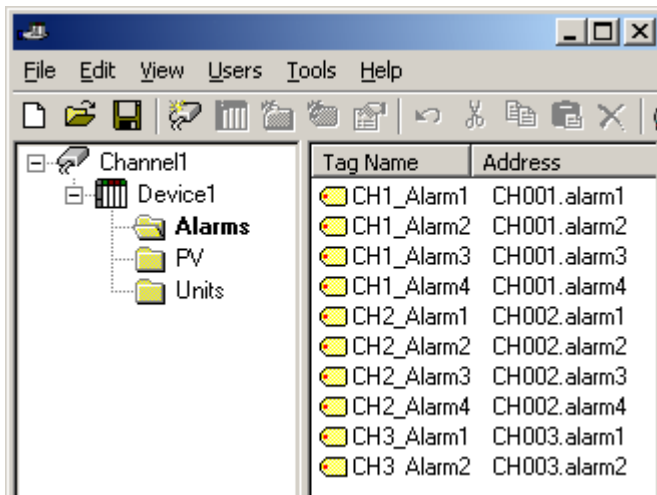 File Edit View Users Tools Help
Channel1
Device1
Alarms
PV
Units
Tag Name Address
CH1_Alarm1 CH001.alarm1
CH1_Alarm2 CH001.alarm2
CH1_Alarm3 CH001.alarm3
CH1_Alarm4 CH001.alarm4
CH2_Alarm1 CH002.alarm1
CH2_Alarm2 CH002.alarm2
CH2_Alarm3 CH002.alarm3
CH2_Alarm4 CH002.alarm4
CH3_Alarm1 CH003.alarm1
CH3 Alarm2 CH003.alarm2